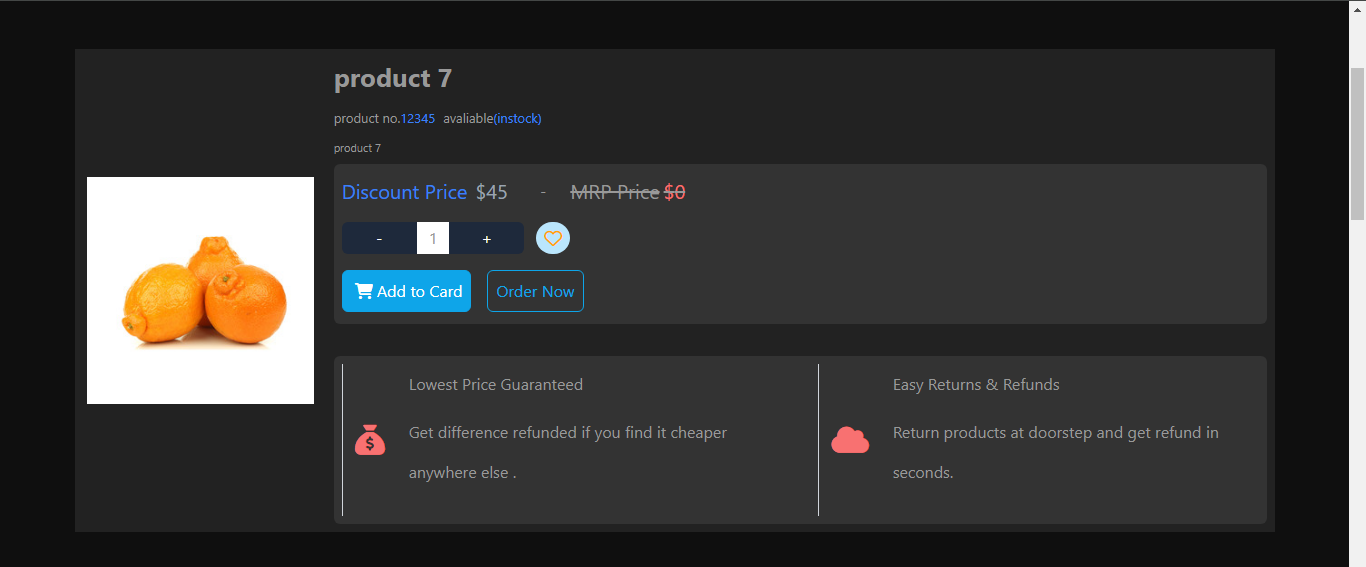 product 7
product no.12345 avaliable(instock)
product 7
Discount Price $45 - MRP Price $0
- 1 +
Add to Card Order Now
Lowest Price Guaranteed
Get difference refunded if you find it cheaper
anywhere else .
Easy Returns & Refunds
Return products at doorstep and get refund in
seconds.